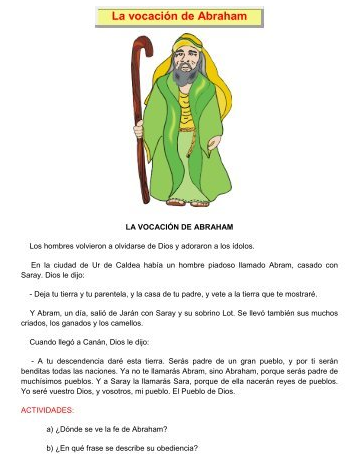 La vocación de Abraham
LA VOCACIÓN DE ABRAHAM
Los hombres volvieron a olvidarse de Dios y adoraron a los ídolos.
En la ciudad de Ur de Caldea había un hombre piadoso llamado Abram, casado con
Saray. Dios le dijo:
- Deja tu tierra y tu parentela, y la casa de tu padre, y vete a la tierra que te mostraré.
Y Abram, un día, salió de Jarán con Saray y su sobrino Lot. Se llevó también sus muchos
criados, los ganados y los camellos.
Cuando llegó a Canán, Dios le dijo:
- A tu descendencia daré esta tierra. Serás padre de un gran pueblo, y por ti serán
benditas todas las naciones. Ya no te llamarás Abram, sino Abraham, porque serás padre de
muchísimos pueblos. Y a Saray la llamarás Sara, porque de ella nacerán reyes de pueblos.
Yo seré vuestro Dios, y vosotros, mi pueblo. El Pueblo de Dios.
ACTIVIDADES:
a) ¿Dónde se ve la fe de Abraham?
b) ¿En qué frase se describe su obediencia?